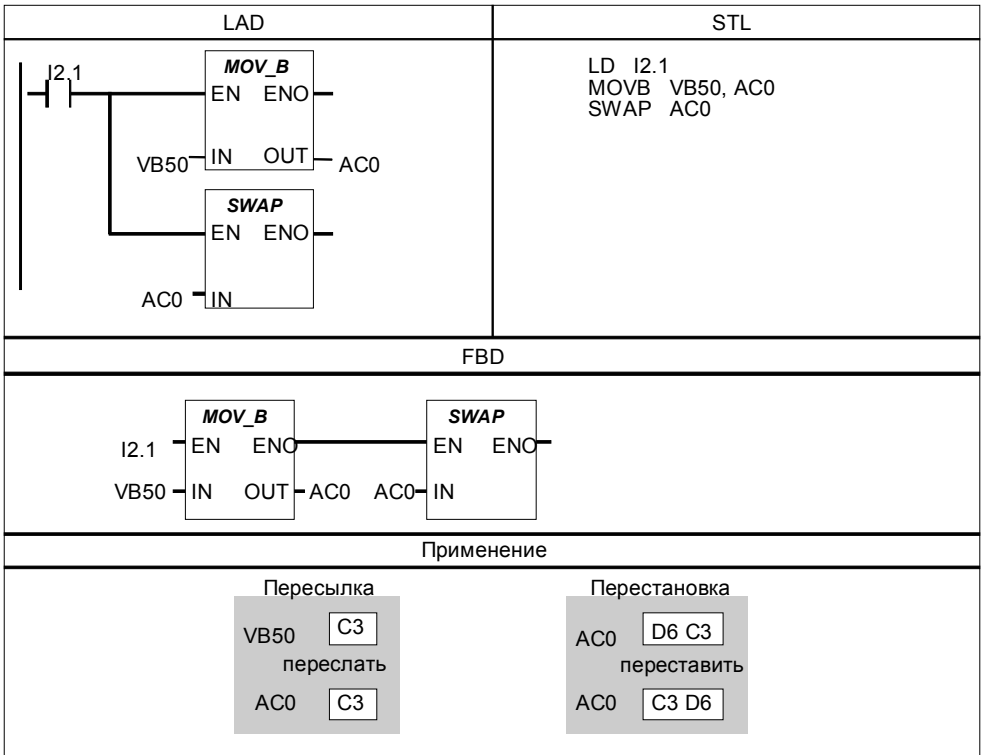 LAD
STL
I2.1
MOV_B
EN ENO
VB50 IN OUT AC0
SWAP
EN ENO
AC0 IN
LD I2.1
MOVB VB50, AC0
SWAP AC0
FBD
MOV_B SWAP
I2.1 EN ENO EN ENO
VB50 IN OUT AC0 AC0 IN
Применение
Пересылка
VB50 C3
переслать
AC0 C3
Перестановка
AC0 D6 C3
переставить
AC0 C3 D6